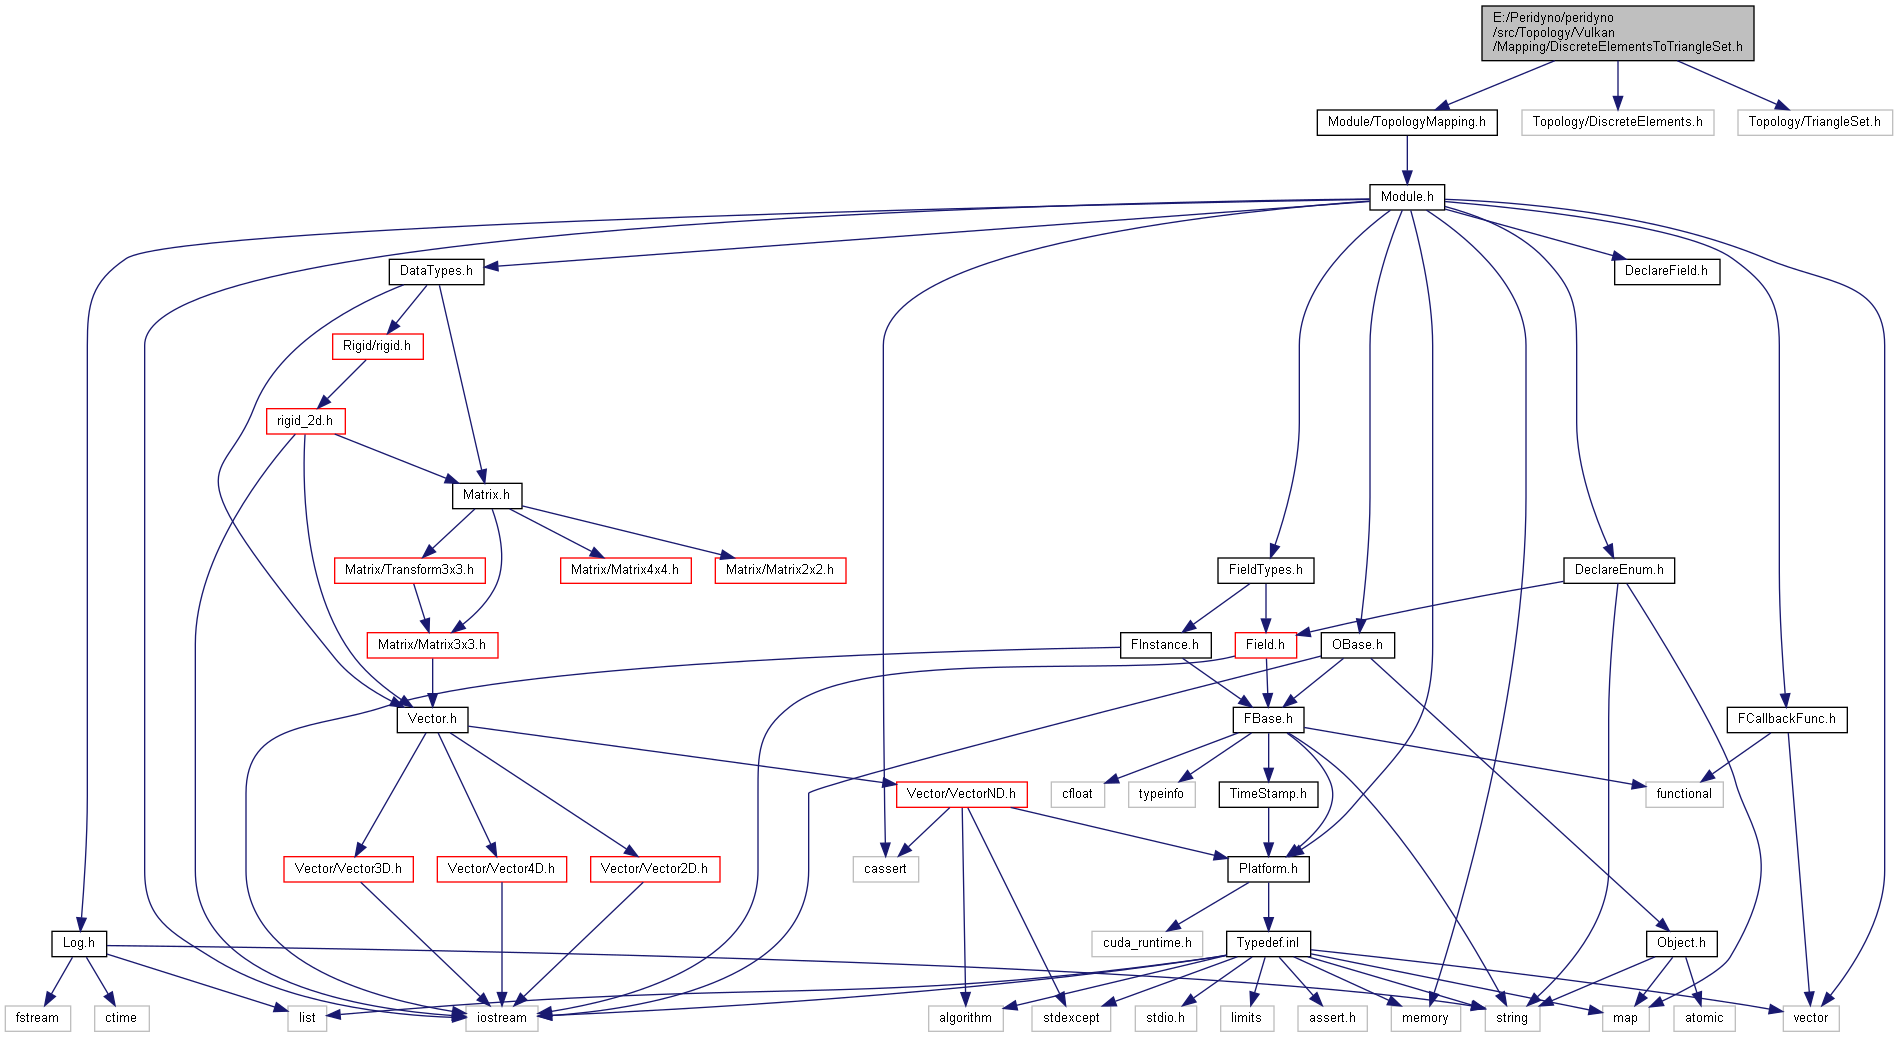 E:/Peridyno/peridyno
/src/Topology/Vulkan
/Mapping/DiscreteElementsToTriangleSet.h
Module/TopologyMapping.h
Topology/DiscreteElements.h
Topology/TriangleSet.h
Module.h
DataTypes.h
DeclareField.h
Rigid/rigid.h
rigid_2d.h
Matrix.h
Matrix/Transform3x3.h
Matrix/Matrix4x4.h
Matrix/Matrix2x2.h
FieldTypes.h
DeclareEnum.h
Matrix/Matrix3x3.h
FInstance.h
Field.h
OBase.h
Vector.h
FBase.h
FCallbackFunc.h
Vector/VectorND.h
cfloat
typeinfo
TimeStamp.h
functional
Vector/Vector3D.h
Vector/Vector4D.h
Vector/Vector2D.h
cassert
Platform.h
Log.h
cuda_runtime.h
Typedef.inl
Object.h
fstream
ctime
list
iostream
algorithm
stdexcept
stdio.h
limits
assert.h
memory
string
map
atomic
vector